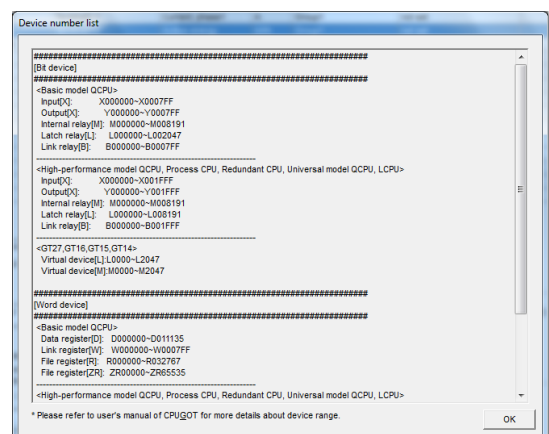 Device number list
##########################################################################
[Bit device]
##########################################################################
<Basic model QCPU>
Input[X]: X000000~X0007FF
Output[Y]: Y000000~Y0007FF
Internal relay[M]: M000000~M008191
Latch relay[L]: L000000~L002047
Link relay[B]: B000000~B0007FF
------------------------------------------------------------------------
<High-performance model QCPU, Process CPU, Redundant CPU, Universal model QCPU, LCPU>
Input[X]: X000000~X001FFF
Output[Y]: Y000000~Y001FFF
Internal relay[M]: M000000~M008191
Latch relay[L]: L000000~L008191
Link relay[B]: B000000~B001FFF
------------------------------------------------------------------------
<GT27,GT16,GT15,GT14>
Virtual device[L]:L0000~L2047
Virtual device[M]:M0000~M2047
##########################################################################
[Word device]
##########################################################################
<Basic model QCPU>
Data register[D]: D000000~D011135
Link register[W]: W000000~W0007FF
File register[R]: R000000~R032767
File register[ZR]: ZR00000~ZR65535
------------------------------------------------------------------------
<High-performance model QCPU, Process CPU, Redundant CPU, Universal model QCPU, LCPU>
* Please refer to user's manual of CPUGOT for more details about device range.
OK